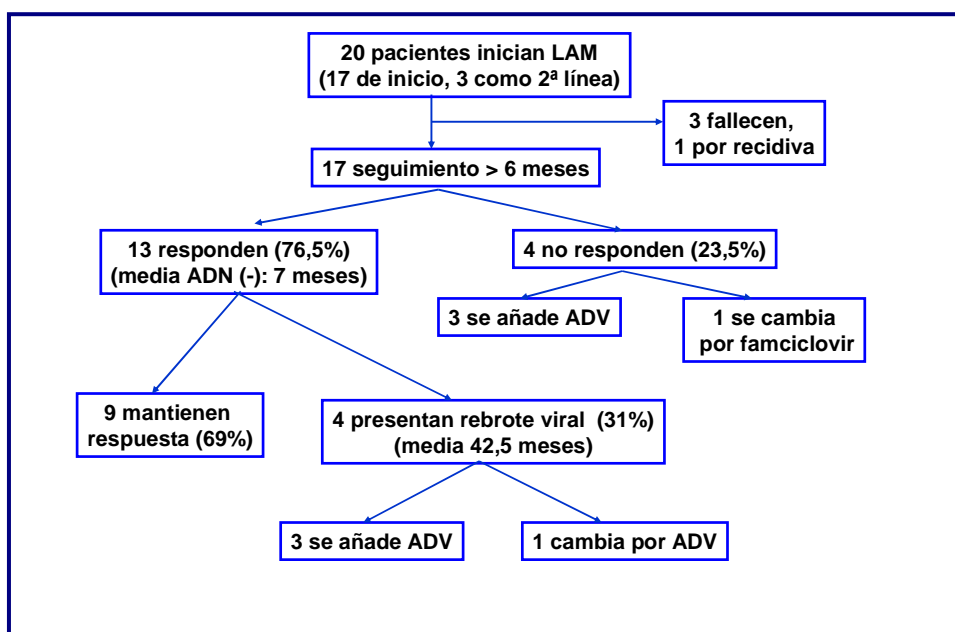 20 pacientes inician LAM
(17 de inicio, 3 como 2ª línea)
3 fallecen,
1 por recidiva
17 seguimiento > 6 meses
13 responden (76,5%)
(media ADN (-): 7 meses)
4 no responden (23,5%)
3 se añade ADV
1 se cambia
por famciclovir
9 mantienen
respuesta (69%)
4 presentan rebrote viral (31%)
(media 42,5 meses)
3 se añade ADV
1 cambia por ADV